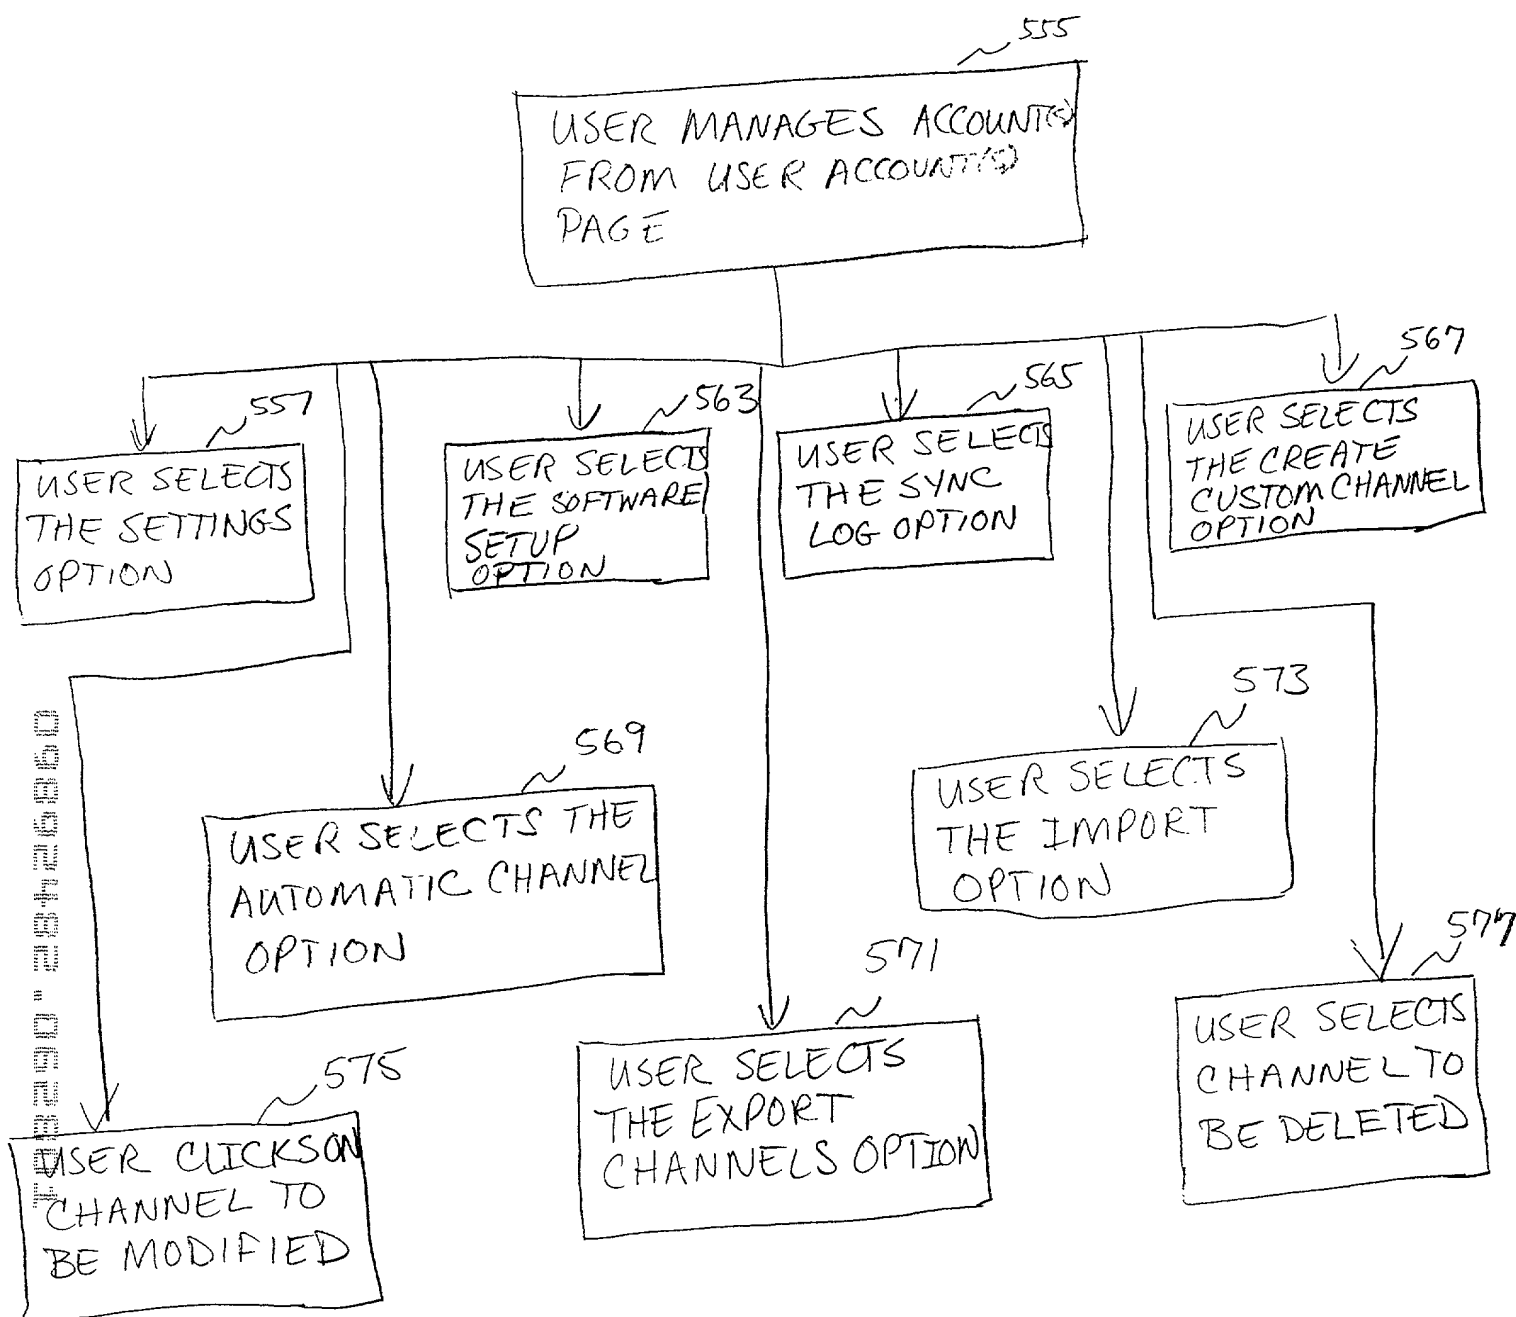 555
USER MANAGES ACCOUNT(S)
FROM USER ACCOUNT(S)
PAGE
557
USER SELECTS
THE SETTINGS
OPTION
563
USER SELECTS
THE SOFTWARE
SETUP
OPTION
565
USER SELECTS
THE SYNC
LOG OPTION
567
USER SELECTS
THE CREATE
CUSTOM CHANNEL
OPTION
569
USER SELECTS THE
AUTOMATIC CHANNEL
OPTION
573
USER SELECTS
THE IMPORT
OPTION
571
USER SELECTS
THE EXPORT
CHANNELS OPTION
577
USER SELECTS
CHANNEL TO
BE DELETED
575
USER CLICKS ON
CHANNEL TO
BE MODIFIED